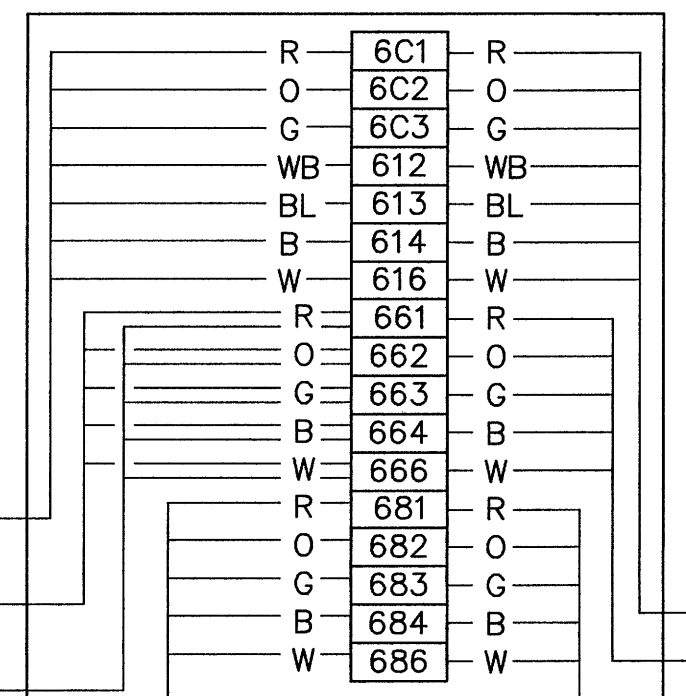 R 6C1 R
O 6C2 O
G 6C3 G
WB 612 WB
BL 613 BL
B 614 B
W 616 W
R 661 R
O 662 O
G 663 G
B 664 B
W 666 W
R 681 R
O 682 O
G 683 G
B 684 B
W 686 W